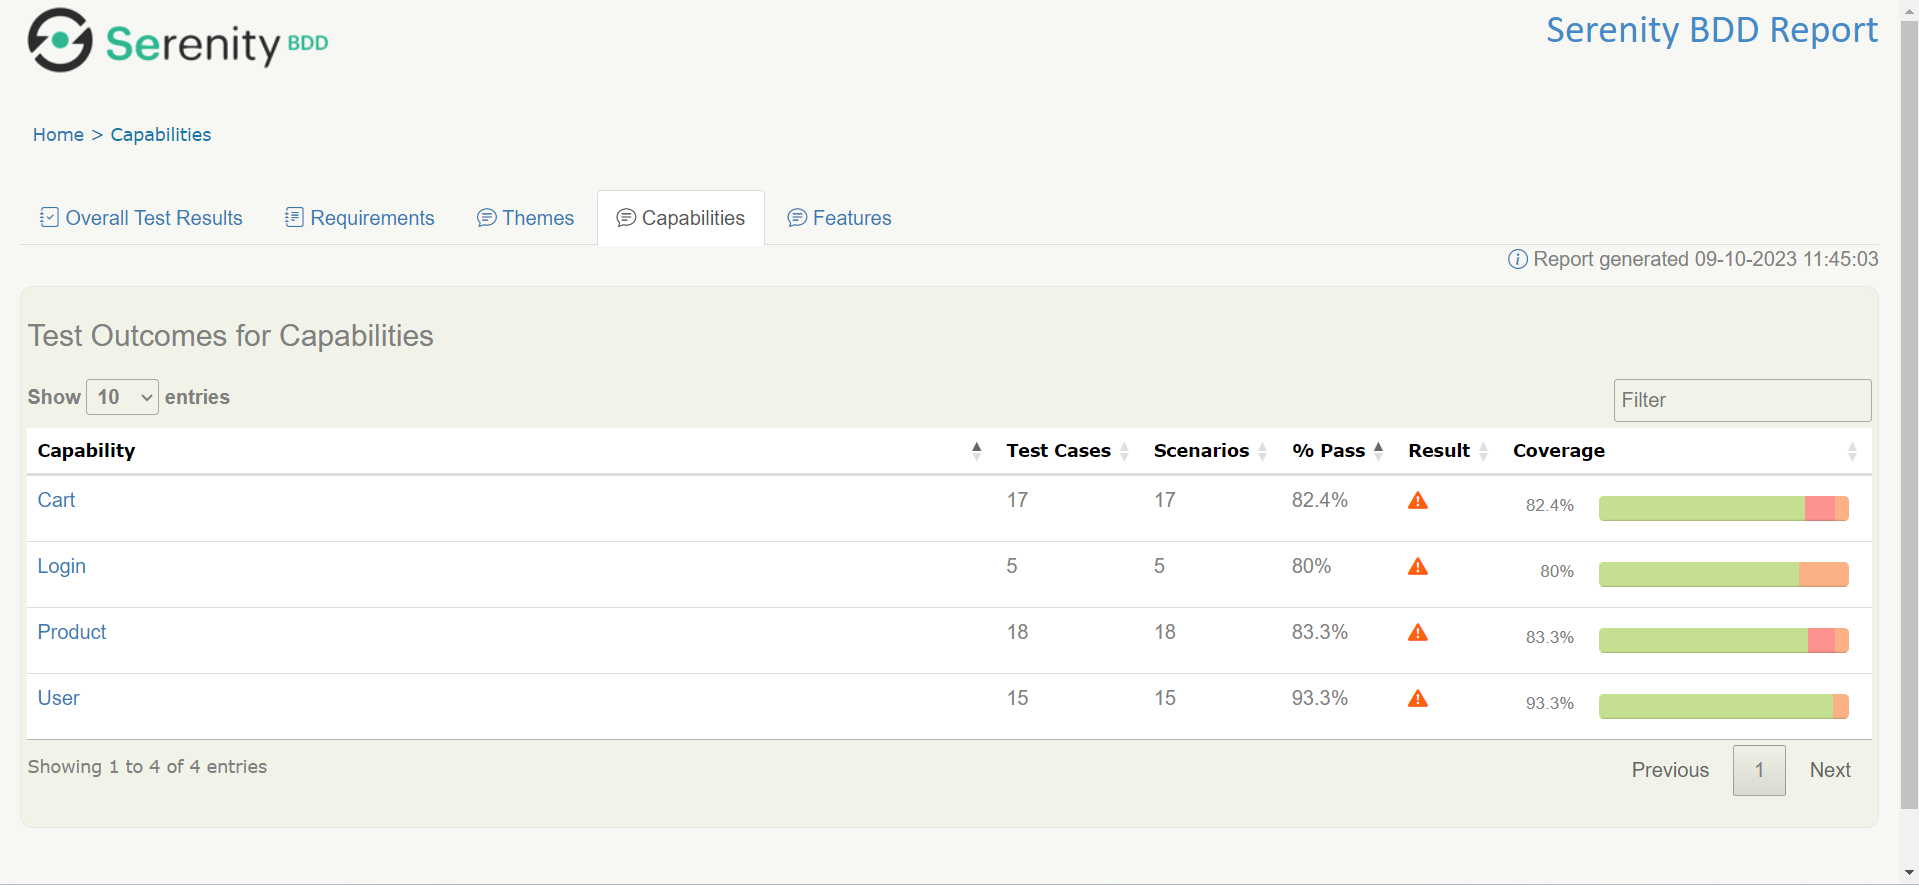 Serenity BDD
Serenity BDD Report
Home > Capabilities
Overall Test Results Requirements Themes Capabilities Features
Report generated 09-10-2023 11:45:03
Test Outcomes for Capabilities
Show 10 entries
Filter
Capability Test Cases Scenarios % Pass Result Coverage
Cart 17 17 82.4% 82.4%
Login 5 5 80% 80%
Product 18 18 83.3% 83.3%
User 15 15 93.3% 93.3%
Showing 1 to 4 of 4 entries
Previous 1 Next